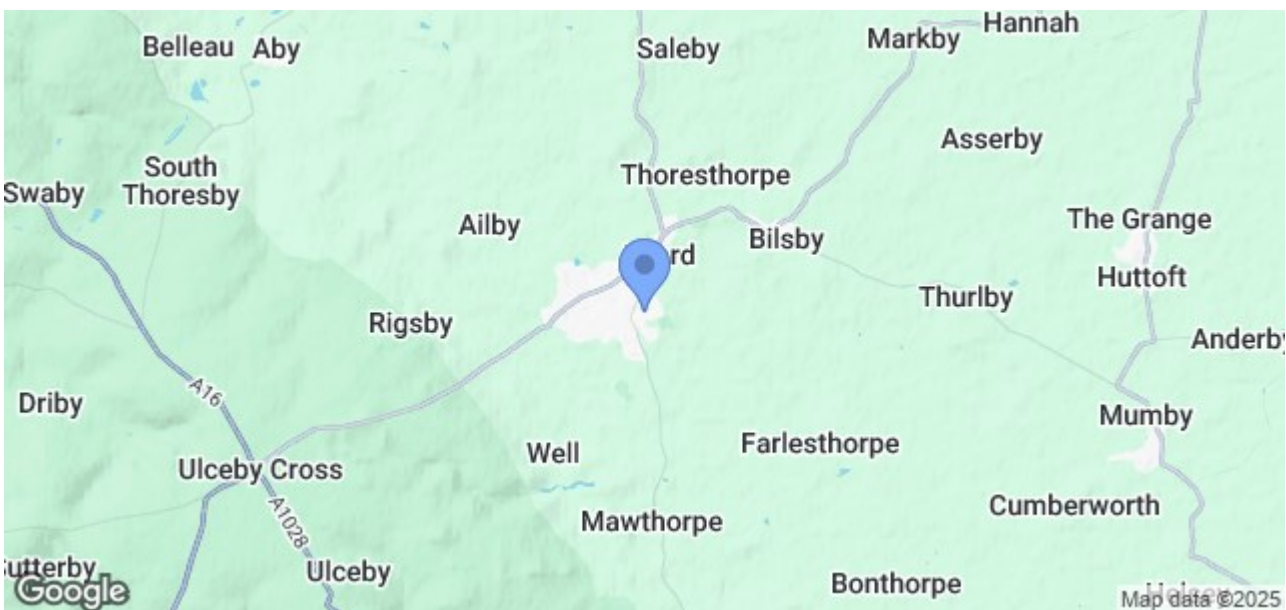 Hannah
Markby
Belleau
Aby
Saleby
Asserby
South
Thoresby
Thoresthorpe
Swaby
The Grange
Ailby
Bilsby
rd
Huttoft
Thurlby
Rigsby
Anderby
A16
Driby
Mumby
Well
Farlesthorpe
Ulceby Cross
Cumberworth
A1028
Mawthorpe
utterby
Ulceby
Bonthorpe
Google
Map data ©2025